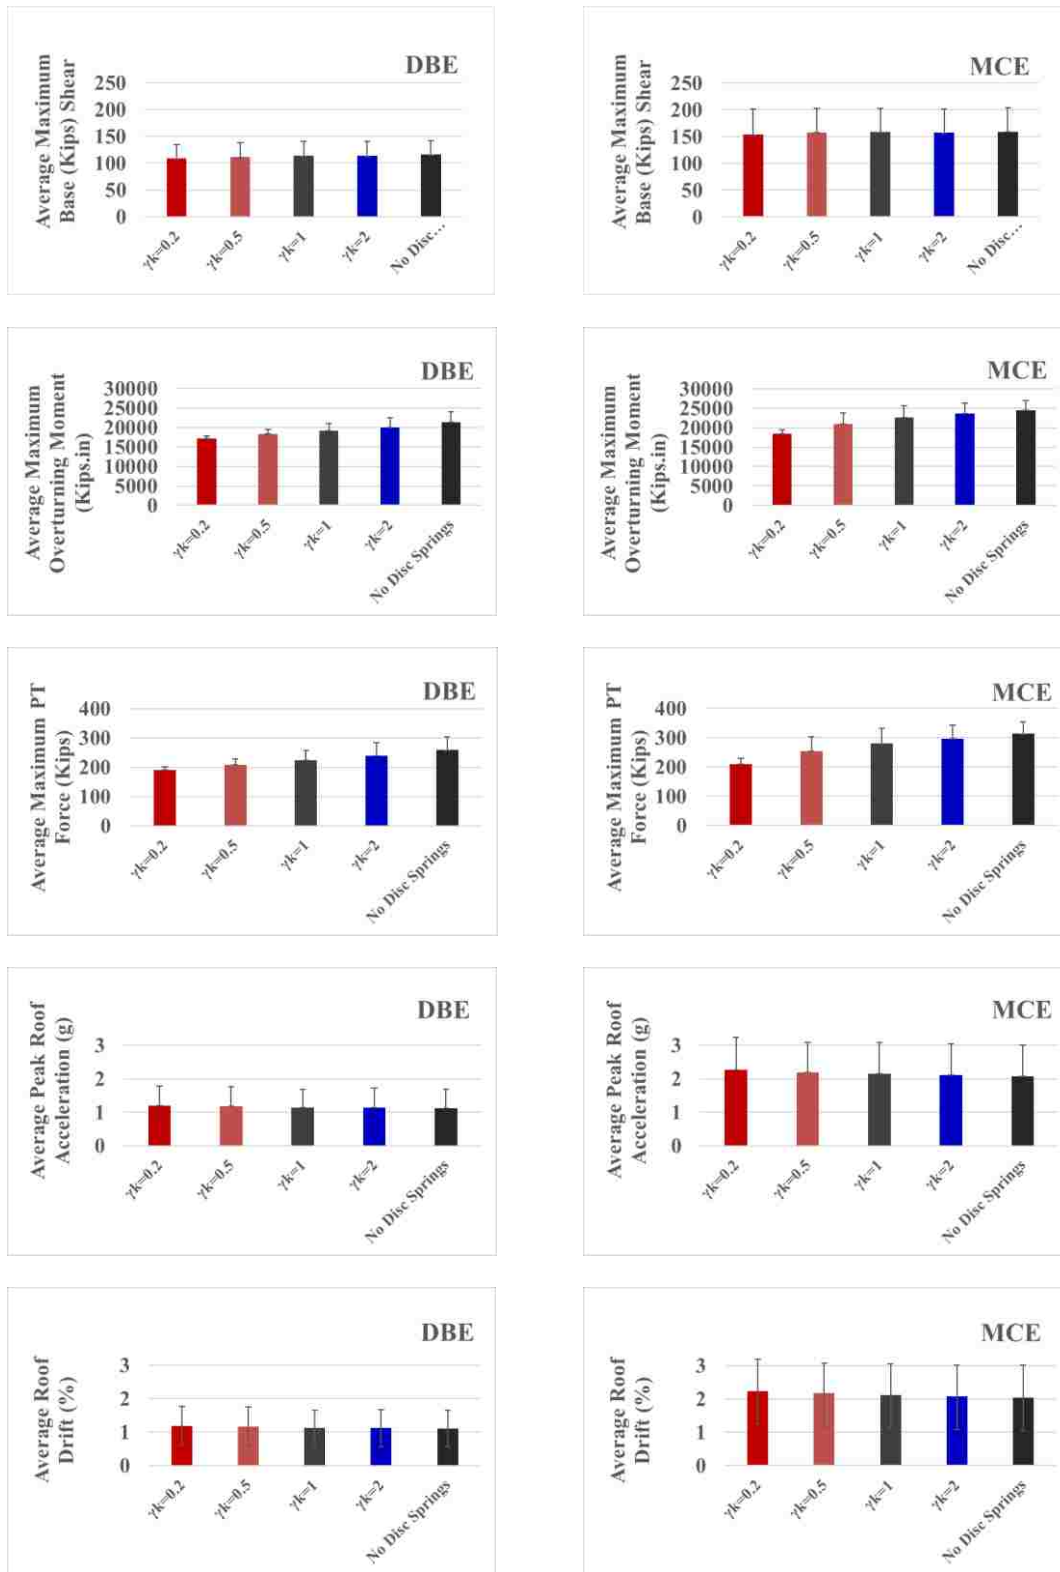 DBE
Average Maximum
Base (Kips) Shear
250
200
150
100
50
0
γk=0.2
γk=0.5
γk=1
γk=2
No Disc...
MCE
Average Maximum
Base (Kips) Shear
250
200
150
100
50
0
γk=0.2
γk=0.5
γk=1
γk=2
No Disc...
DBE
Average Maximum
Overturning Moment
(Kips.in)
30000
25000
20000
15000
10000
5000
0
γk=0.2
γk=0.5
γk=1
γk=2
No Disc Springs
MCE
Average Maximum
Overturning Moment
(Kips.in)
30000
25000
20000
15000
10000
5000
0
γk=0.2
γk=0.5
γk=1
γk=2
No Disc Springs
DBE
Average Maximum PT
Force (Kips)
400
300
200
100
0
γk=0.2
γk=0.5
γk=1
γk=2
No Disc Springs
MCE
Average Maximum PT
Force (Kips)
400
300
200
100
0
γk=0.2
γk=0.5
γk=1
γk=2
No Disc Springs
DBE
Average Peak Roof
Acceleration (g)
3
2
1
0
γk=0.2
γk=0.5
γk=1
γk=2
No Disc Springs
MCE
Average Peak Roof
Acceleration (g)
3
2
1
0
γk=0.2
γk=0.5
γk=1
γk=2
No Disc Springs
DBE
Average Roof
Drift (%)
3
2
1
0
γk=0.2
γk=0.5
γk=1
γk=2
No Disc Springs
MCE
Average Roof
Drift (%)
3
2
1
0
γk=0.2
γk=0.5
γk=1
γk=2
No Disc Springs